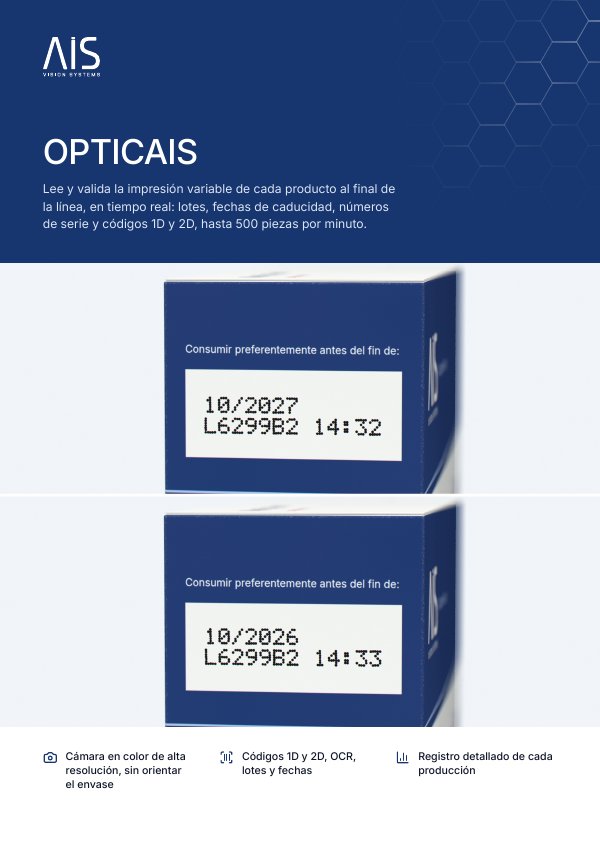 AIS
VISION SYSTEMS
OPTICAIS
Lee y valida la impresión variable de cada producto al final de
la línea, en tiempo real: lotes, fechas de caducidad, números
de serie y códigos 1D y 2D, hasta 500 piezas por minuto.
Consumir preferentemente antes del fin de:
10/2027
L6299B2 14:32
AIS
Consumir preferentemente antes del fin de:
10/2026
L6299B2 14:33
AIS
Cámara en color de alta
resolución, sin orientar
el envase
Códigos 1D y 2D, OCR,
lotes y fechas
Registro detallado de cada
producción